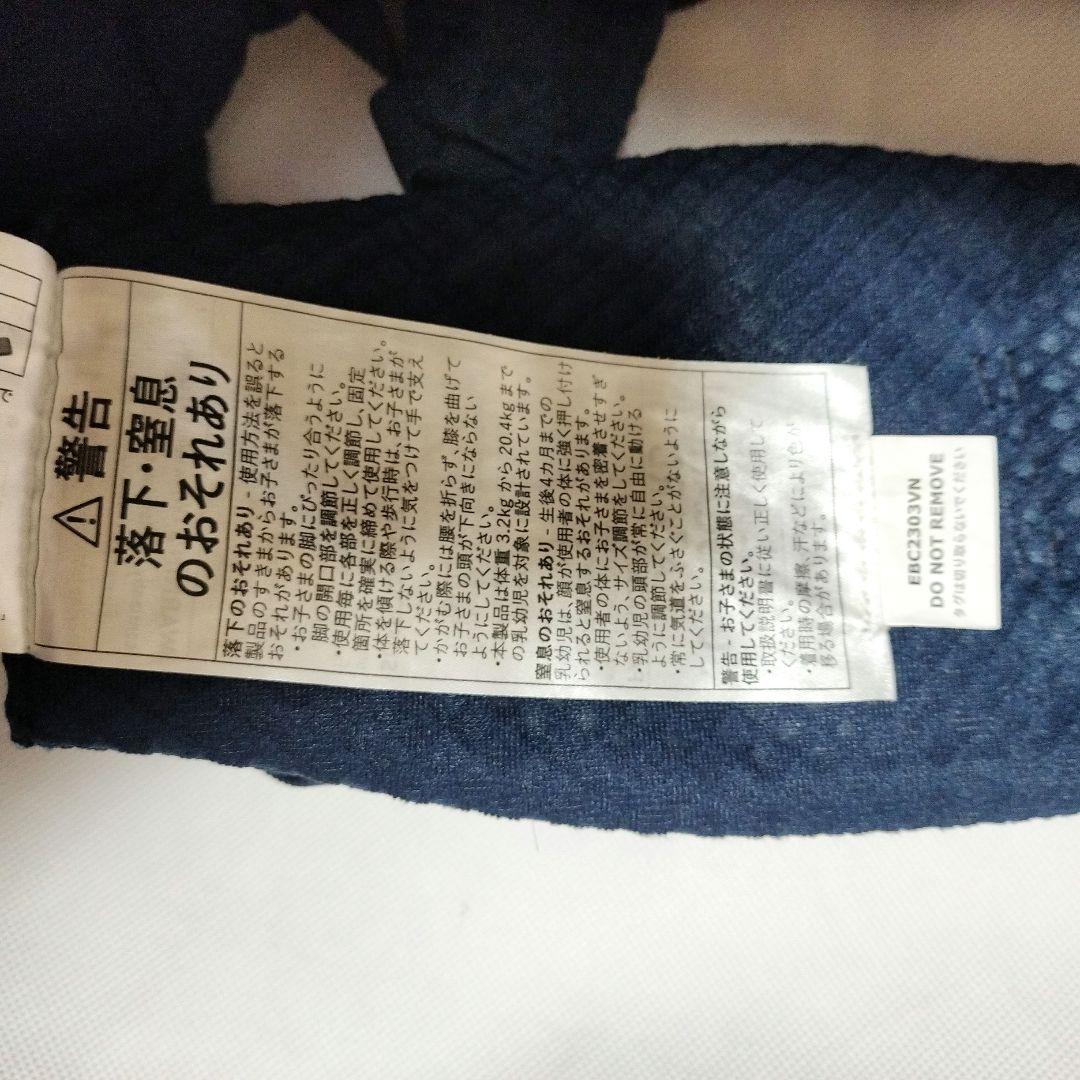 警告
落下・窒息
のおそれあり
落下のおそれあり - 使用方法を誤ると
製品のすきまからお子さまが落下する
おそれがあります。
・お子さまの脚にぴったり合うように
脚の開口部を調節してください。
・使用毎に各部を正しく調節し、固定
箇所を確実に締めて使用してください。
・体を傾ける際や歩行時は、お子さまが
落下しないように気をつけて手で支え
てください。
・かがむ際には腰を折らず、膝を曲げて
お子さまの頭が下向きにならない
ようにしてください。
・本製品は体重 3.2kg から 20.4kg まで
の乳幼児を対象に設計されています。
窒息のおそれあり - 生後4カ月までの
乳幼児は、顔が使用者の体に強く押し付け
られると窒息するおそれがあります。
・使用者の体にお子さまを密着させすぎ
ないよう、サイズ調節をしてください。
・乳幼児の頭部が常に自由に動ける
ように調節してください。
・常に気道をふさぐことがないように
してください。
警告 - お子さまの状態に注意しながら
使用してください。
・取扱説明書に従い正しく使用して
ください。
・着用時の摩擦、汗などにより色が
移る場合があります。
EBC2303VN
DO NOT REMOVE
タグは切り取らないでください